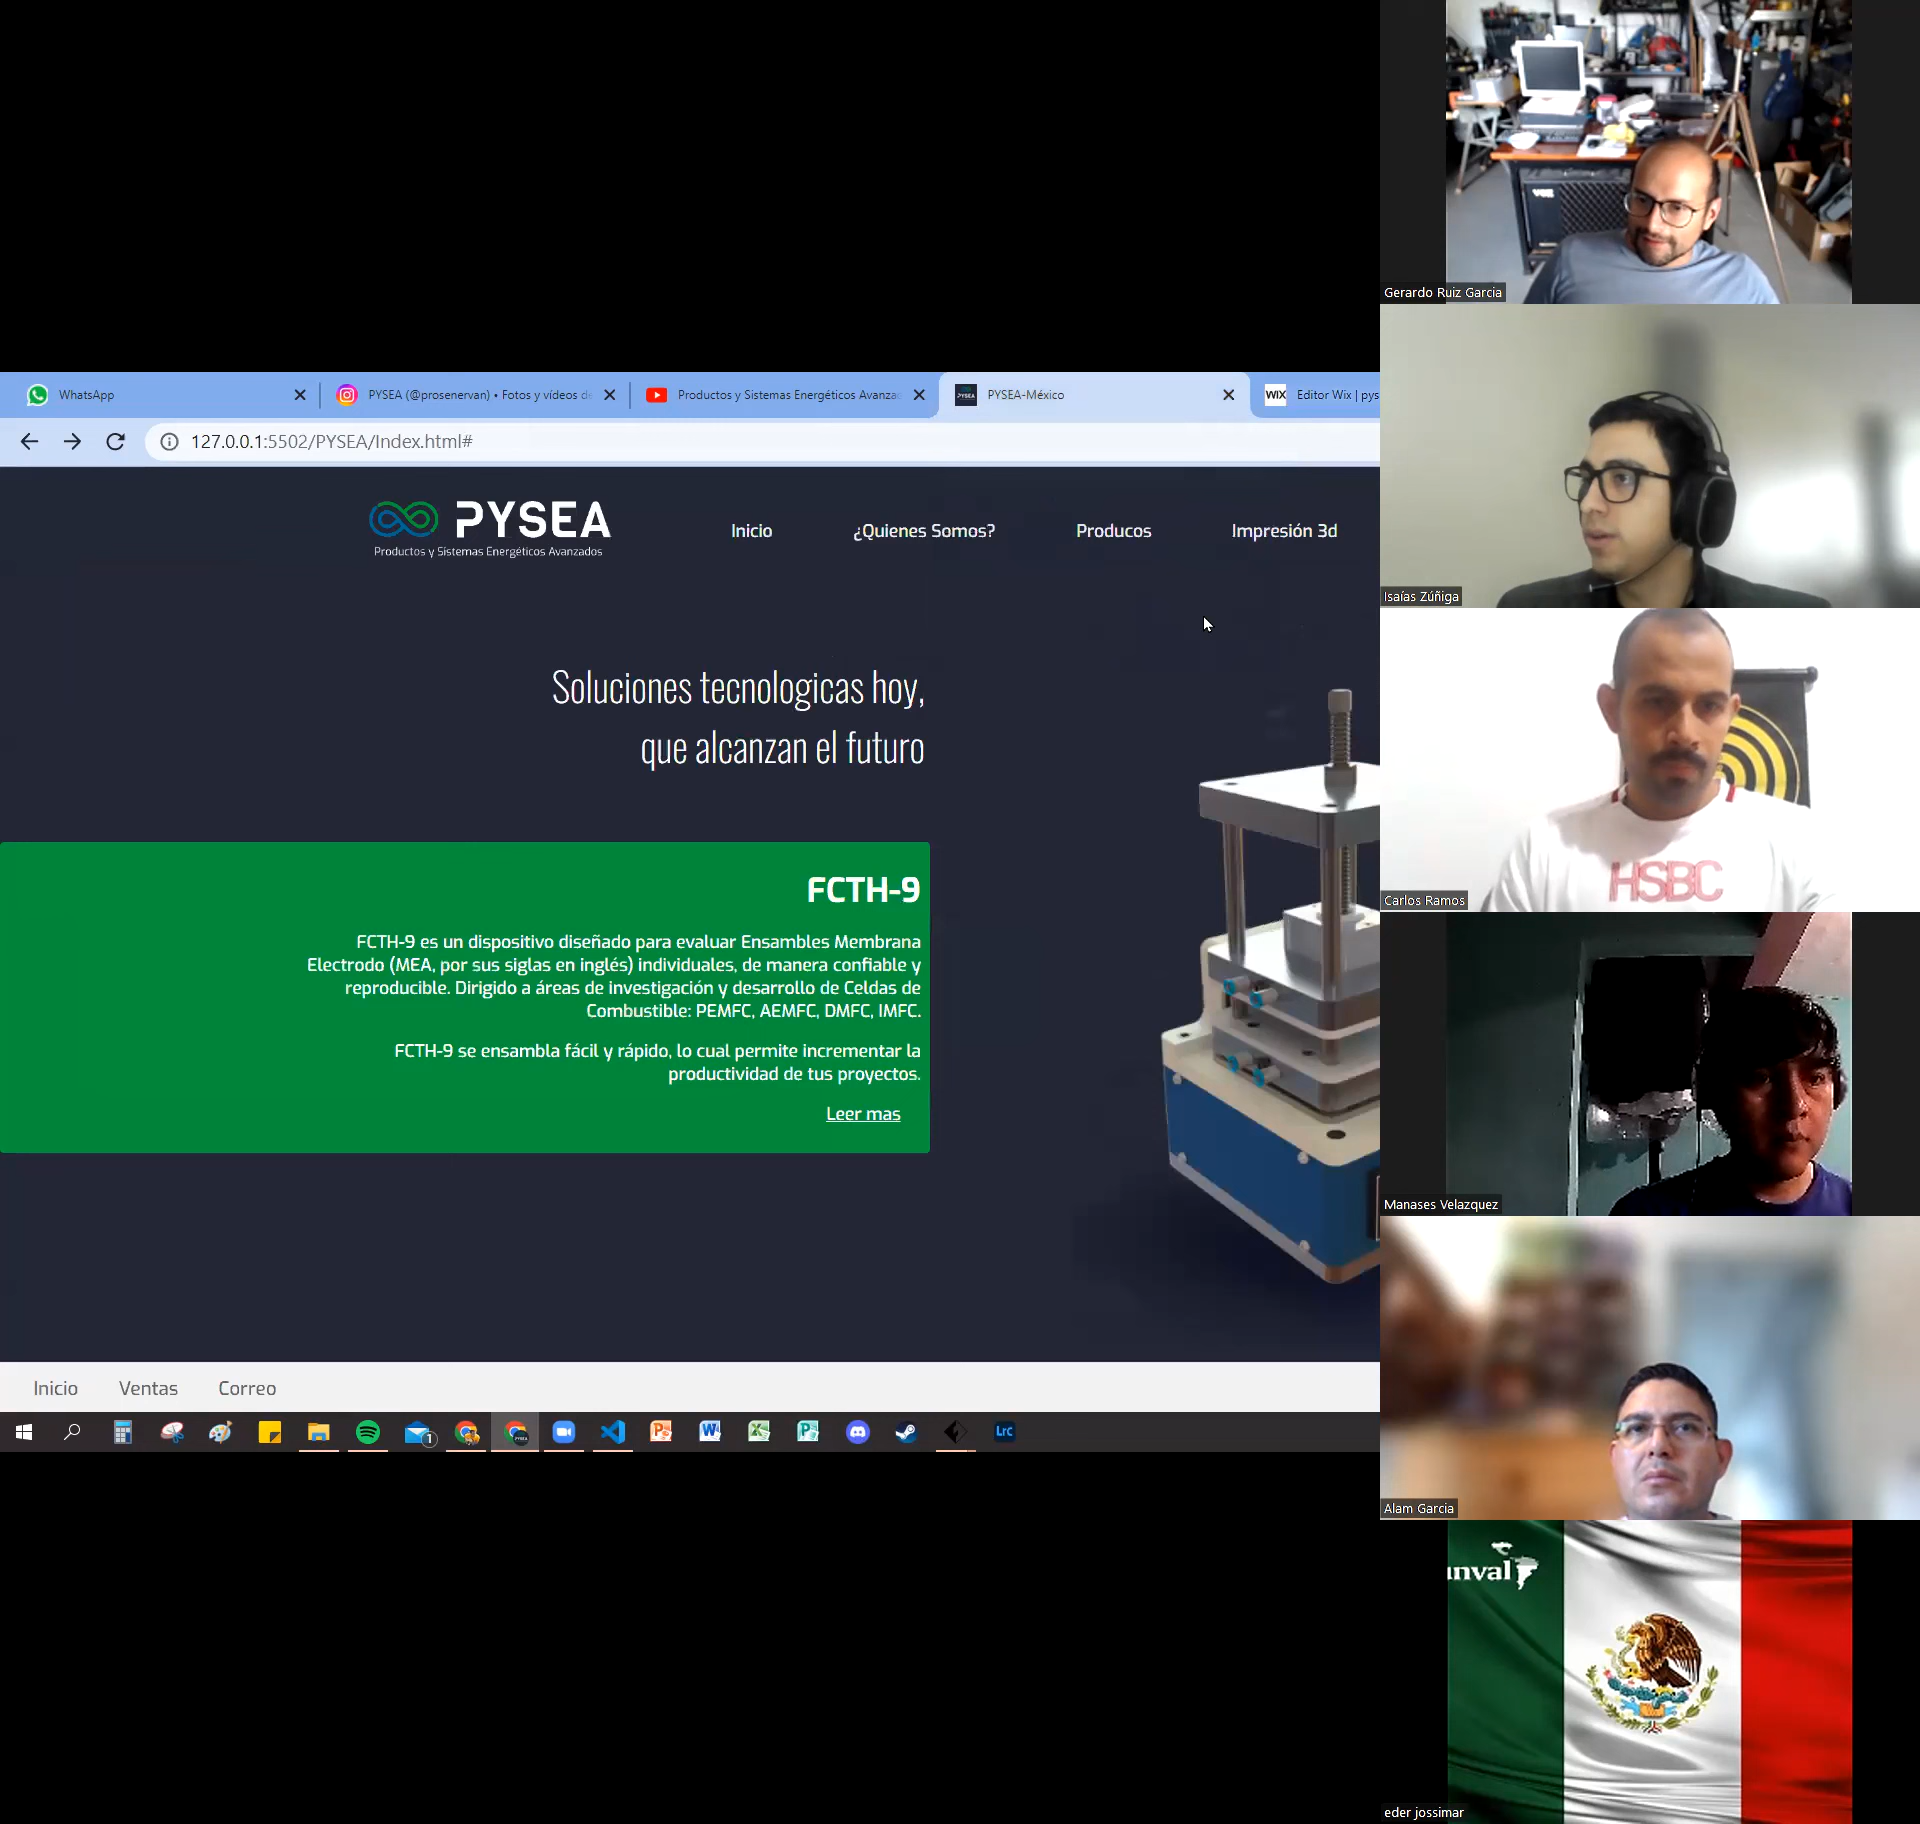 WhatsApp
PYSEA (@prosenervan) • Fotos y vídeos de
Productos y Sistemas Energéticos Avanza
PYSEA-México
WIX
Editor Wix | pys
127.0.0.1:5502/PYSEA/Index.html#
PYSEA
Productos y Sistemas Energéticos Avanzados
Inicio
¿Quienes Somos?
Producos
Impresión 3d
Soluciones tecnologicas hoy,
que alcanzan el futuro
FCTH-9
FCTH-9 es un dispositivo diseñado para evaluar Ensambles Membrana
Electrodo (MEA, por sus siglas en inglés) individuales, de manera confiable y
reproducible. Dirigido a áreas de investigación y desarrollo de Celdas de
Combustible: PEMFC, AEMFC, DMFC, IMFC.
FCTH-9 se ensambla fácil y rápido, lo cual permite incrementar la
productividad de tus proyectos.
Leer mas
Inicio
Ventas
Correo
1
Lrc
VOX
Gerardo Ruiz Garcia
Isaías Zúñiga
HSBC
Carlos Ramos
Manases Velazquez
Alam Garcia
unval
eder jossimar